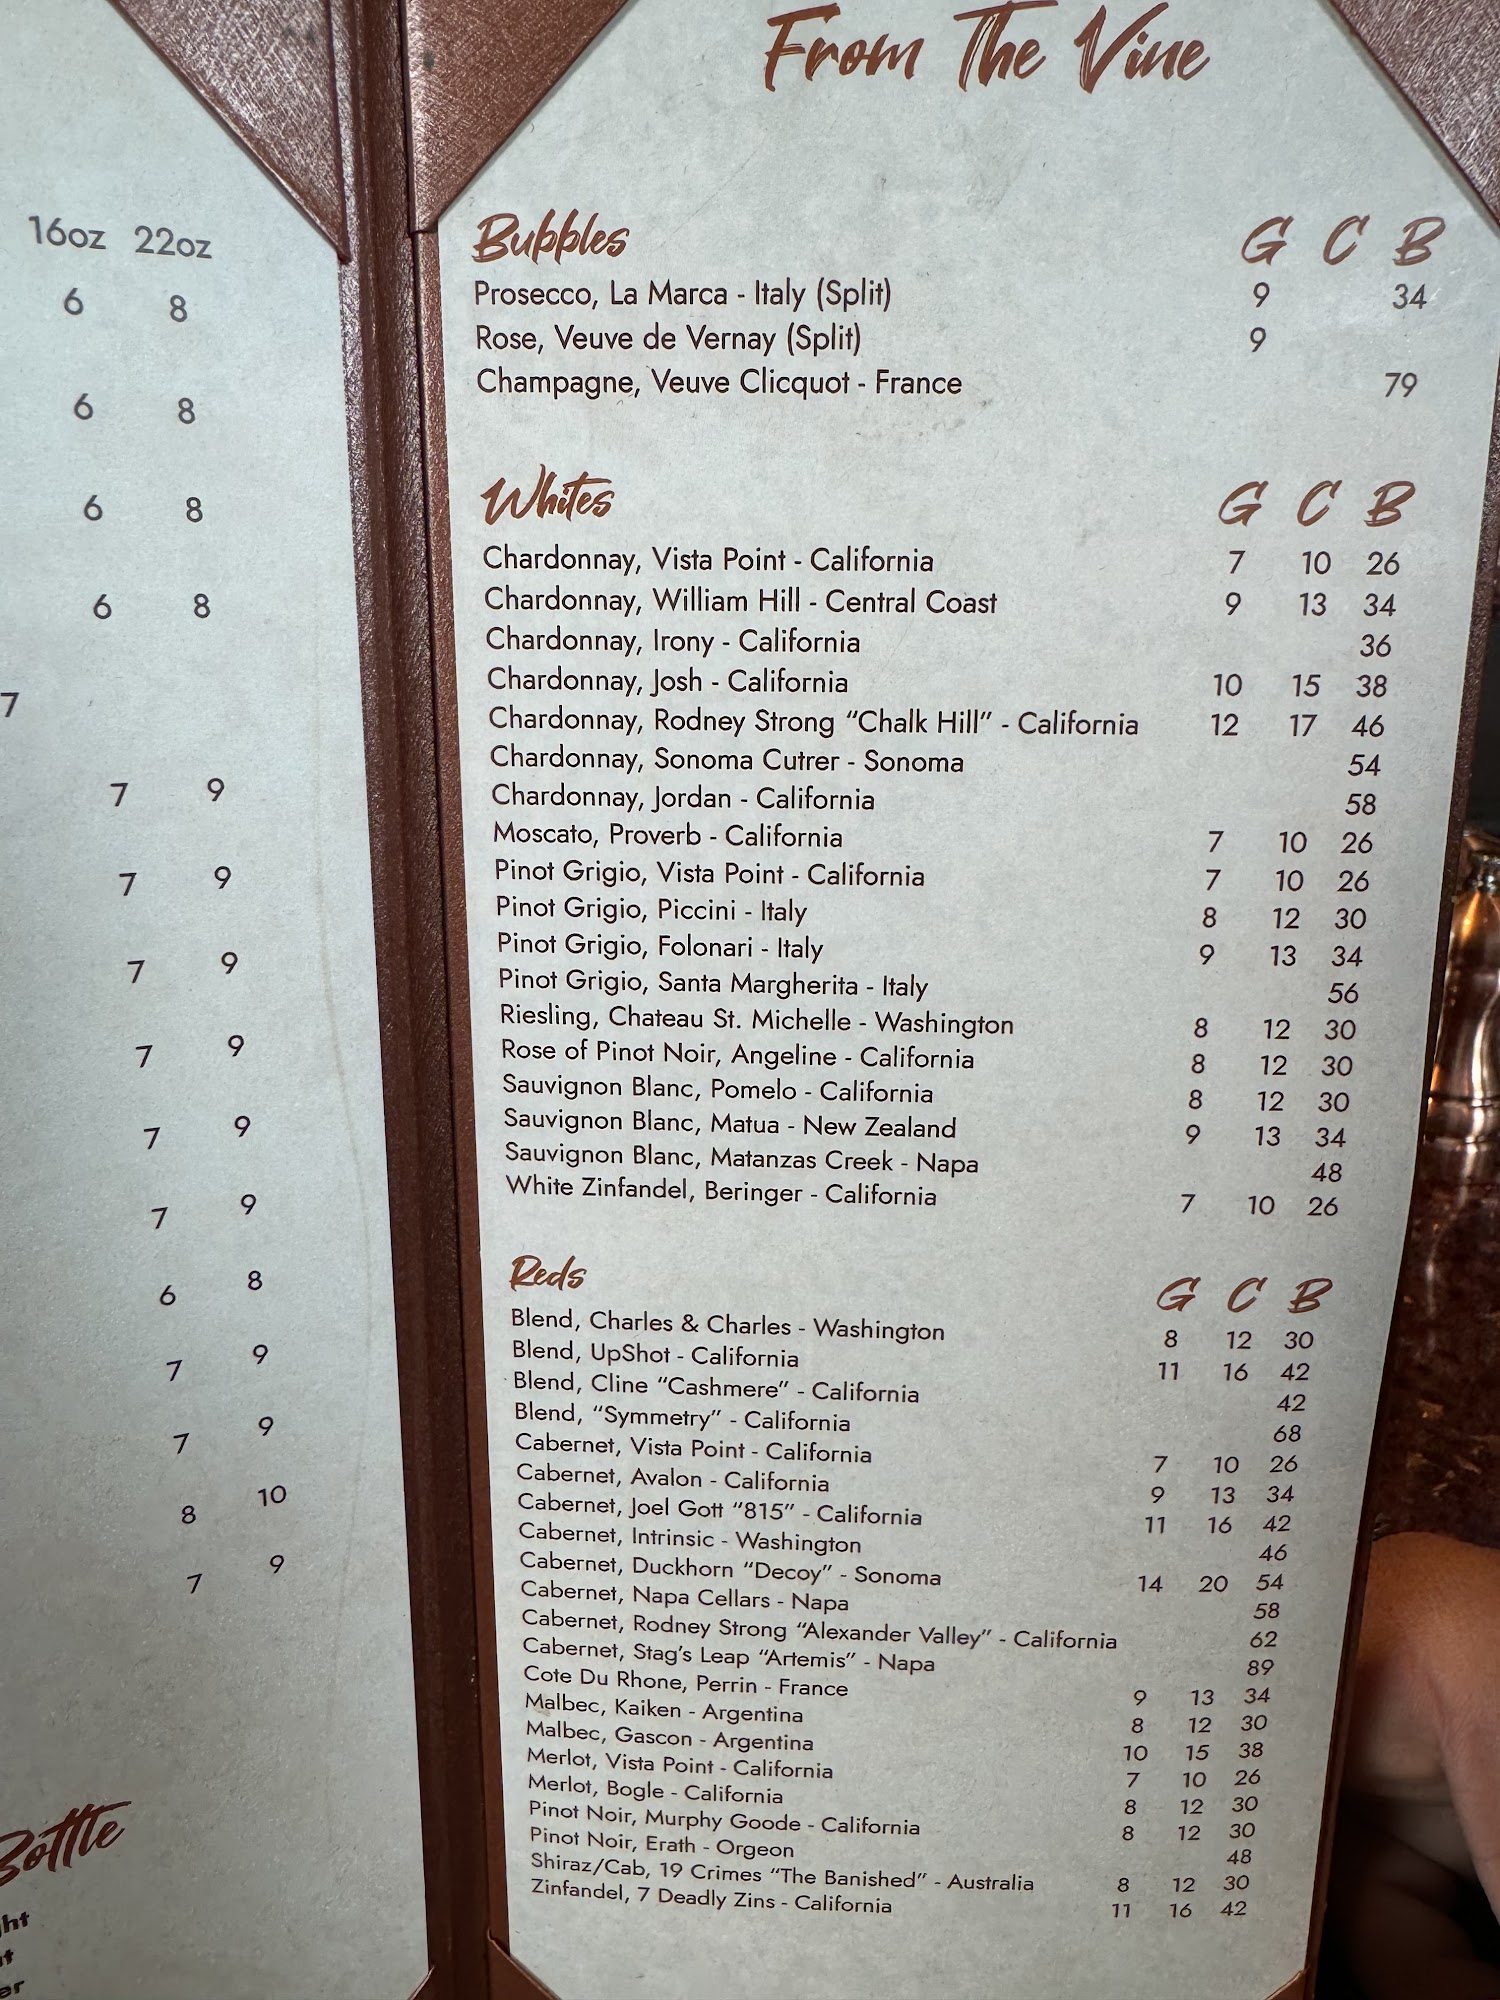 16oz 22oz
6 8
6 8
6 8
6 8
7
7 9
7 9
7 9
7 9
7 9
7 9
6 8
7 9
7 9
8 10
7 9
Bottle
From The Vine
Bubbles G C B
Prosecco, La Marca - Italy (Split) 9 34
Rose, Veuve de Vernay (Split) 9
Champagne, Veuve Clicquot - France 79
Whites G C B
Chardonnay, Vista Point - California 7 10 26
Chardonnay, William Hill - Central Coast 9 13 34
Chardonnay, Irony - California 36
Chardonnay, Josh - California 10 15 38
Chardonnay, Rodney Strong “Chalk Hill” - California 12 17 46
Chardonnay, Sonoma Cutrer - Sonoma 54
Chardonnay, Jordan - California 58
Moscato, Proverb - California 7 10 26
Pinot Grigio, Vista Point - California 7 10 26
Pinot Grigio, Piccini - Italy 8 12 30
Pinot Grigio, Folonari - Italy 9 13 34
Pinot Grigio, Santa Margherita - Italy 56
Riesling, Chateau St. Michelle - Washington 8 12 30
Rose of Pinot Noir, Angeline - California 8 12 30
Sauvignon Blanc, Pomelo - California 8 12 30
Sauvignon Blanc, Matua - New Zealand 9 13 34
Sauvignon Blanc, Matanzas Creek - Napa 48
White Zinfandel, Beringer - California 7 10 26
Reds G C B
Blend, Charles & Charles - Washington 8 12 30
Blend, UpShot - California 11 16 42
Blend, Cline “Cashmere” - California 42
Blend, “Symmetry” - California 68
Cabernet, Vista Point - California 7 10 26
Cabernet, Avalon - California 9 13 34
Cabernet, Joel Gott “815” - California 11 16 42
Cabernet, Intrinsic - Washington 46
Cabernet, Duckhorn “Decoy” - Sonoma 14 20 54
Cabernet, Napa Cellars - Napa 58
Cabernet, Rodney Strong “Alexander Valley” - California 62
Cabernet, Stag’s Leap “Artemis” - Napa 89
Cote Du Rhone, Perrin - France 9 13 34
Malbec, Kaiken - Argentina 8 12 30
Malbec, Gascon - Argentina 10 15 38
Merlot, Vista Point - California 7 10 26
Merlot, Bogle - California 8 12 30
Pinot Noir, Murphy Goode - California 8 12 30
Pinot Noir, Erath - Orgeon 48
Shiraz/Cab, 19 Crimes “The Banished” - Australia 8 12 30
Zinfandel, 7 Deadly Zins - California 11 16 42